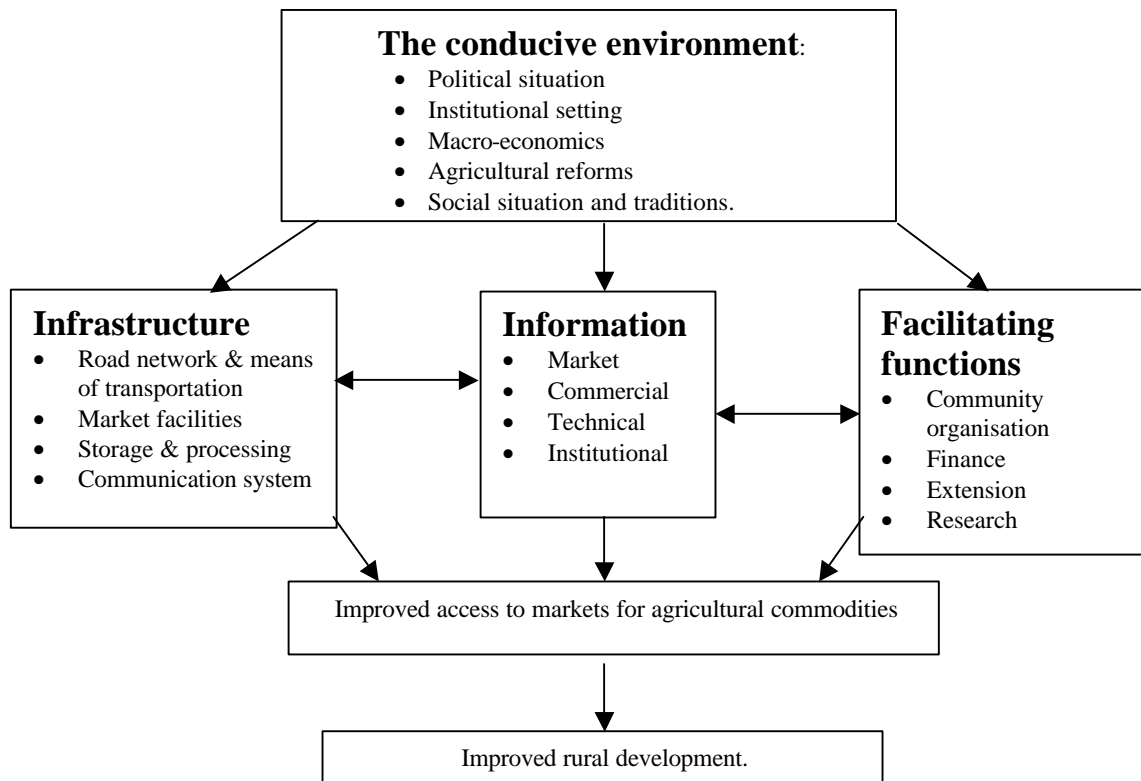 The conducive environment:
• Political situation
• Institutional setting
• Macro-economics
• Agricultural reforms
• Social situation and traditions.
Infrastructure
• Road network & means
of transportation
• Market facilities
• Storage & processing
• Communication system
Information
• Market
• Commercial
• Technical
• Institutional
Facilitating
functions
• Community
organisation
• Finance
• Extension
• Research
Improved access to markets for agricultural commodities
Improved rural development.